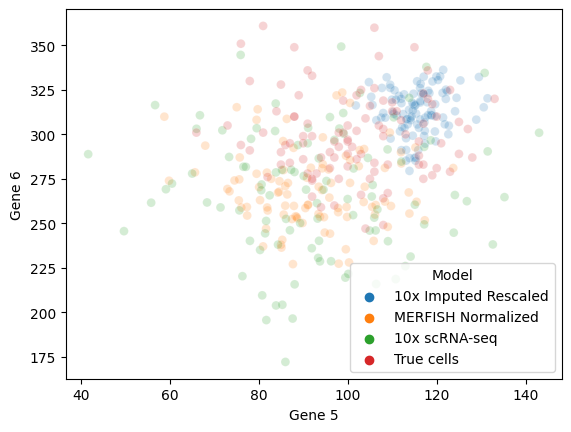 350
325
300
275
250
225
200
175
Gene 6
40
60
80
100
120
140
Gene 5
Model
10x Imputed Rescaled
MERFISH Normalized
10x scRNA-seq
True cells